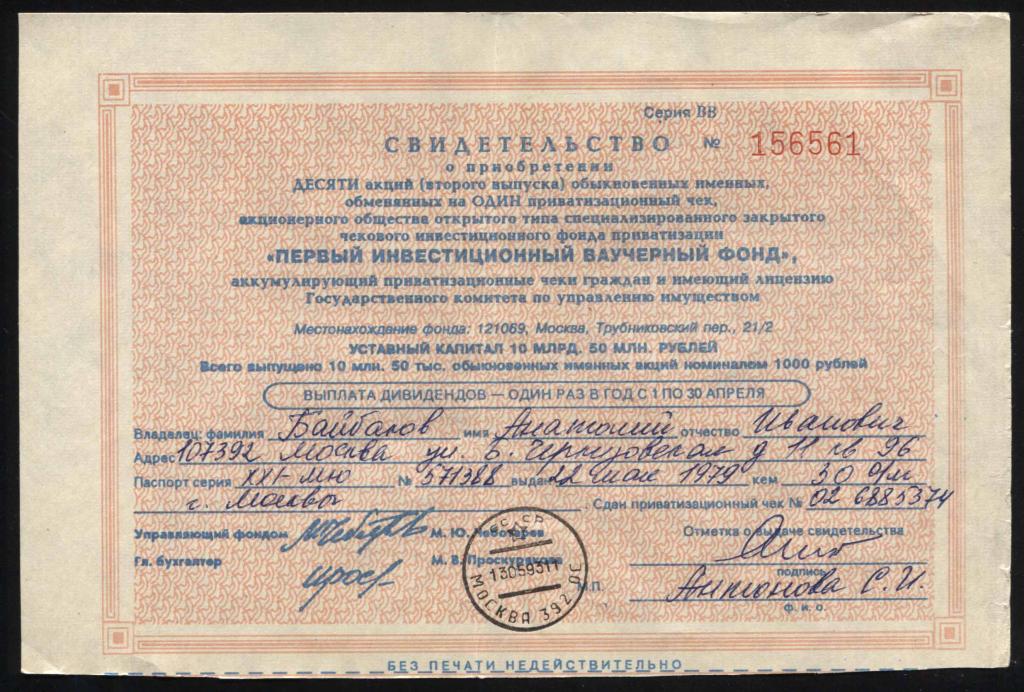 Серия ВВ
СВИДЕТЕЛЬСТВО № 156561
о приобретении
ДЕСЯТИ акций (второго выпуска) обыкновенных именных,
обменянных на ОДИН приватизационный чек,
акционерного общества открытого типа специализированного закрытого
чекового инвестиционного фонда приватизации
«ПЕРВЫЙ ИНВЕСТИЦИОННЫЙ ВАУЧЕРНЫЙ ФОНД»,
аккумулирующий приватизационные чеки граждан и имеющий лицензию
Государственного комитета по управлению имуществом
Местонахождение фонда: 121069, Москва, Трубниковский пер., 21/2
УСТАВНЫЙ КАПИТАЛ 10 МЛРД. 50 МЛН. РУБЛЕЙ
Всего выпущено 10 млн. 50 тыс. обыкновенных именных акций номиналом 1000 рублей
ВЫПЛАТА ДИВИДЕНДОВ — ОДИН РАЗ В ГОД С 1 ПО 30 АПРЕЛЯ
Владелец: фамилия Байбаков имя Анатолий отчество Иванович
Адрес 107392 Москва ул. Б. Черкизовская д 11 кв 96
Паспорт серия XXI-МЮ № 571388 выдан 22 мая 1979 кем 30 о/м
г. Москвы . Сдан приватизационный чек № 02 6885374
Управляющий фондом М. Ю. Чеботарев Отметка о выдаче свидетельства
Гл. бухгалтер М. В. Проскурякова
подпись
М.П. Антонова С. И.
ф. и. о.
СССР
13059311
МОСКВА 392
БЕЗ ПЕЧАТИ НЕДЕЙСТВИТЕЛЬНО